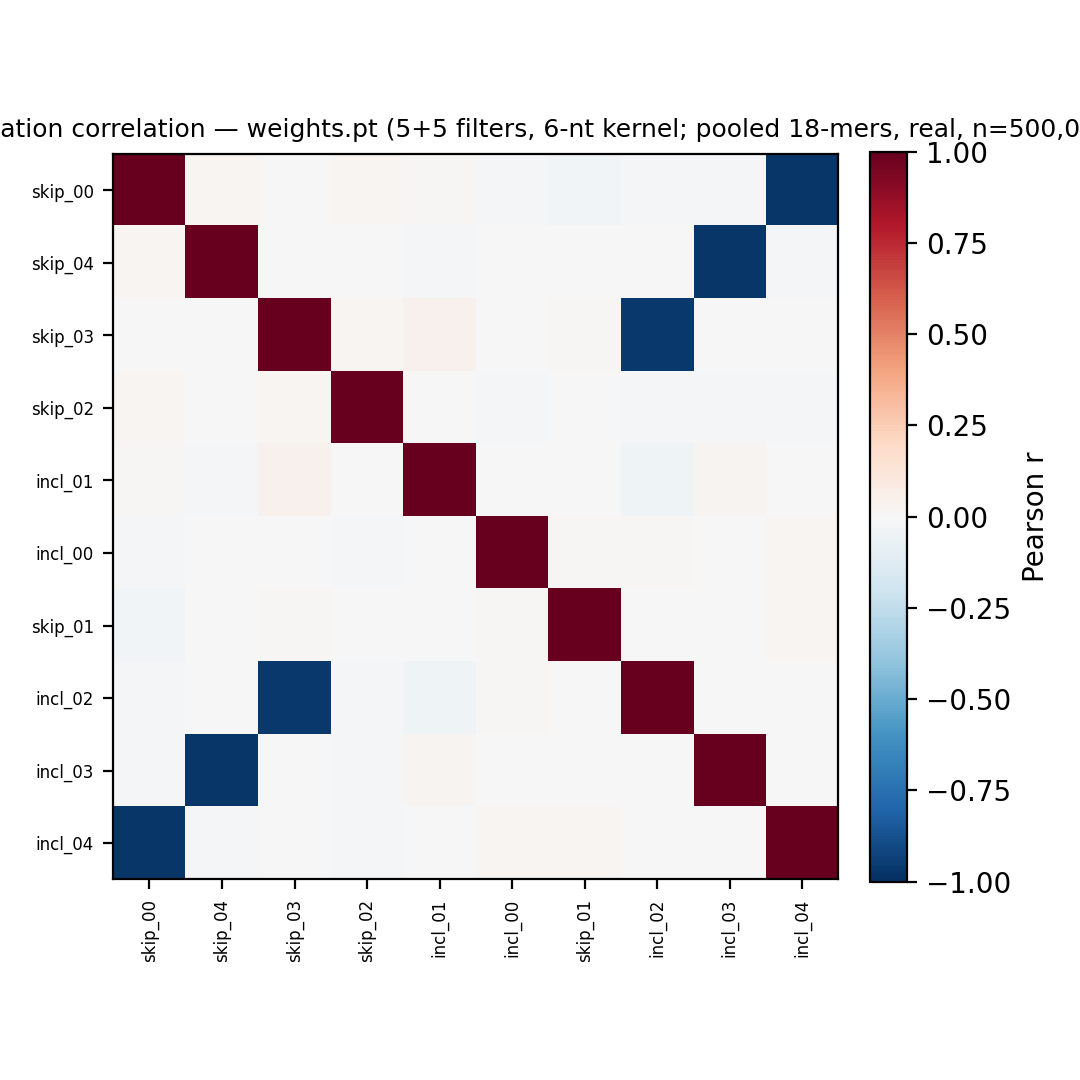 ation correlation — weights.pt (5+5 filters, 6-nt kernel; pooled 18-mers, real, n=500,0
skip_00
skip_04
skip_03
skip_02
incl_01
incl_00
skip_01
incl_02
incl_03
incl_04
skip_00
skip_04
skip_03
skip_02
incl_01
incl_00
skip_01
incl_02
incl_03
incl_04
1.00
0.75
0.50
0.25
0.00
−0.25
−0.50
−0.75
−1.00
Pearson r